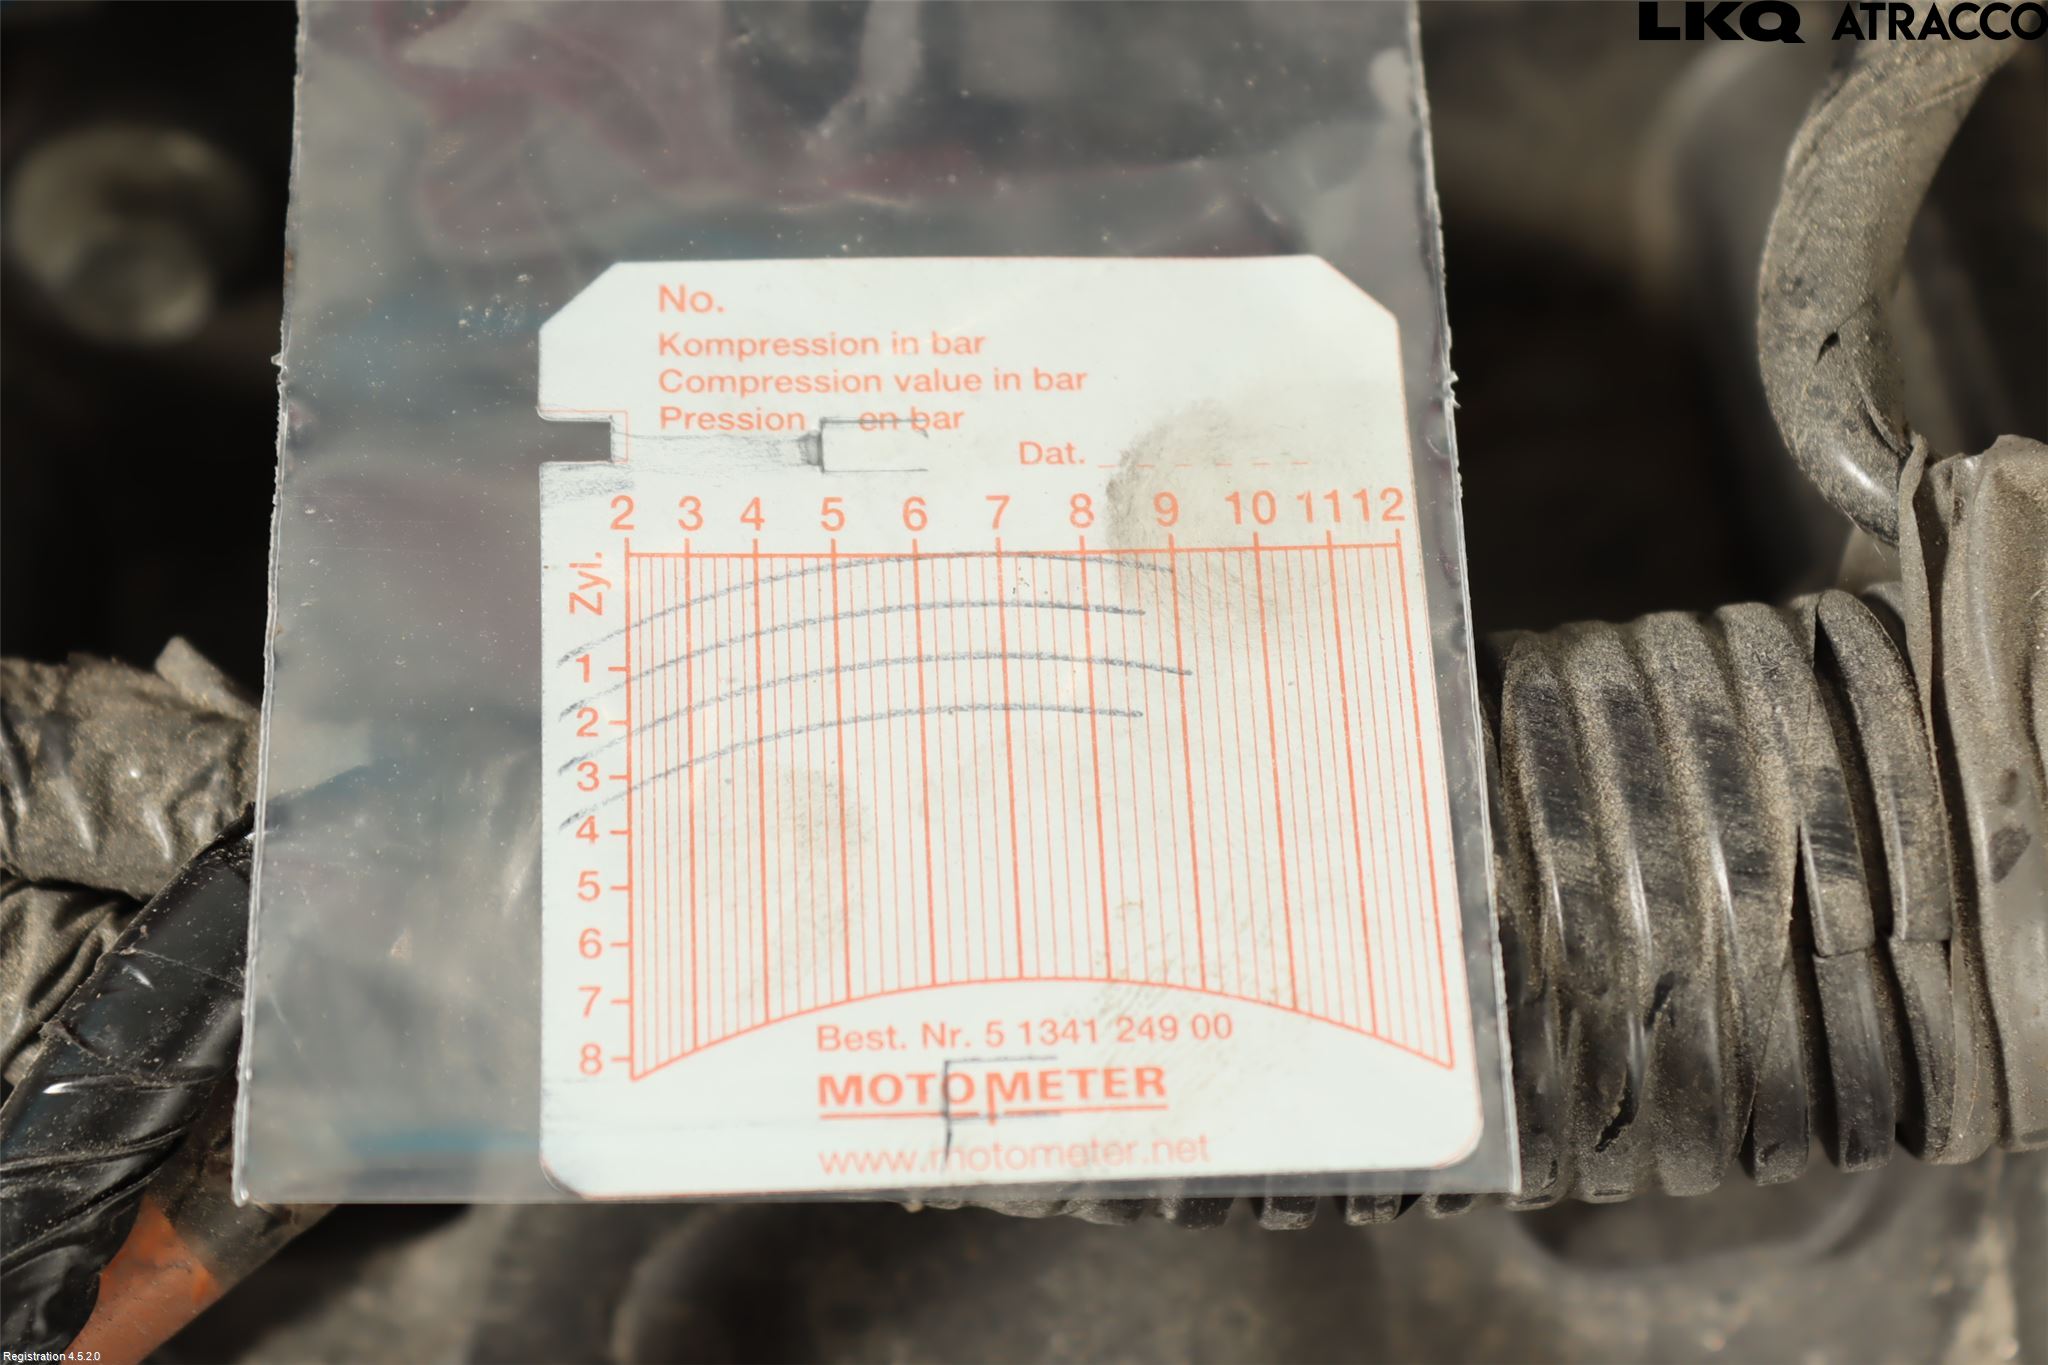 LKQ ATRACCO
No.
Kompression in bar
Compression value in bar
Pression en bar
Dat.
2 3 4 5 6 7 8 9 10 11 12
Zyl.
1
2
3
4
5
6
7
8
Best. Nr. 5 1341 249 00
MOTOMETER
www.motometer.net
Registration 4.5.2.0